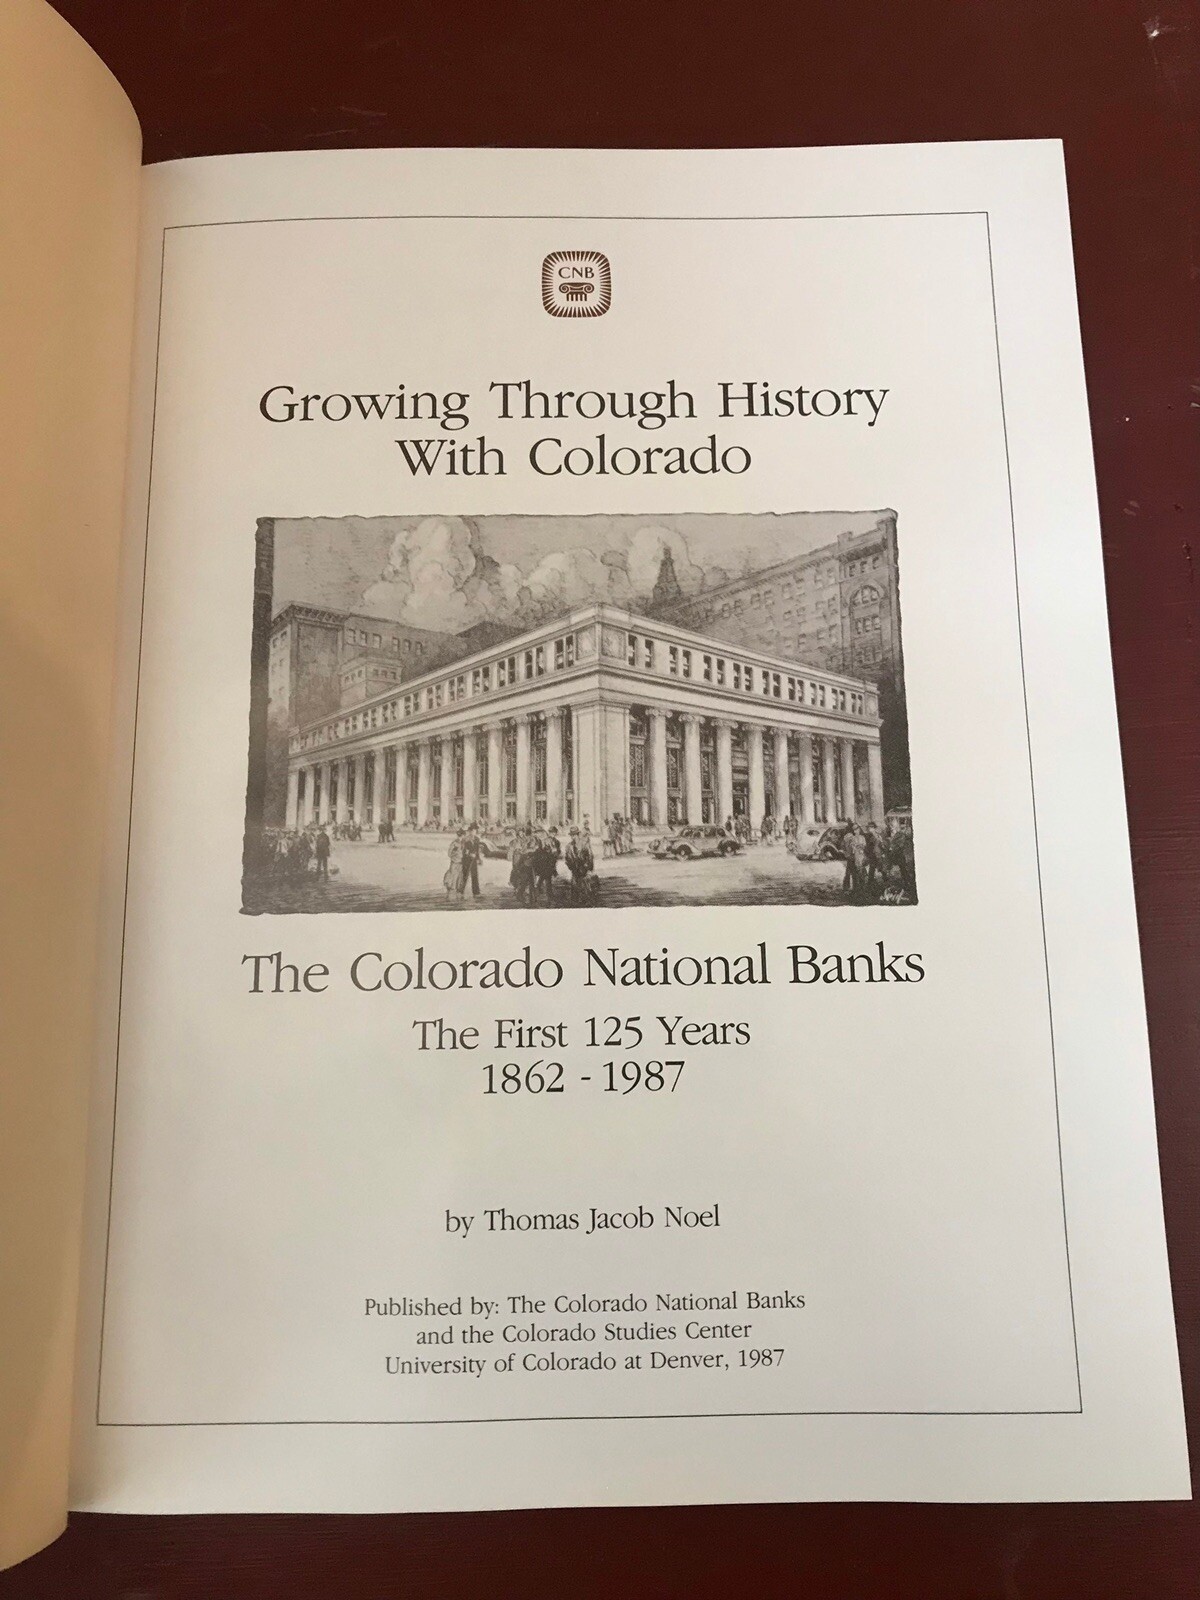 CNB
Growing Through History
With Colorado
The Colorado National Banks
The First 125 Years
1862 - 1987
by Thomas Jacob Noel
Published by: The Colorado National Banks
and the Colorado Studies Center
University of Colorado at Denver, 1987